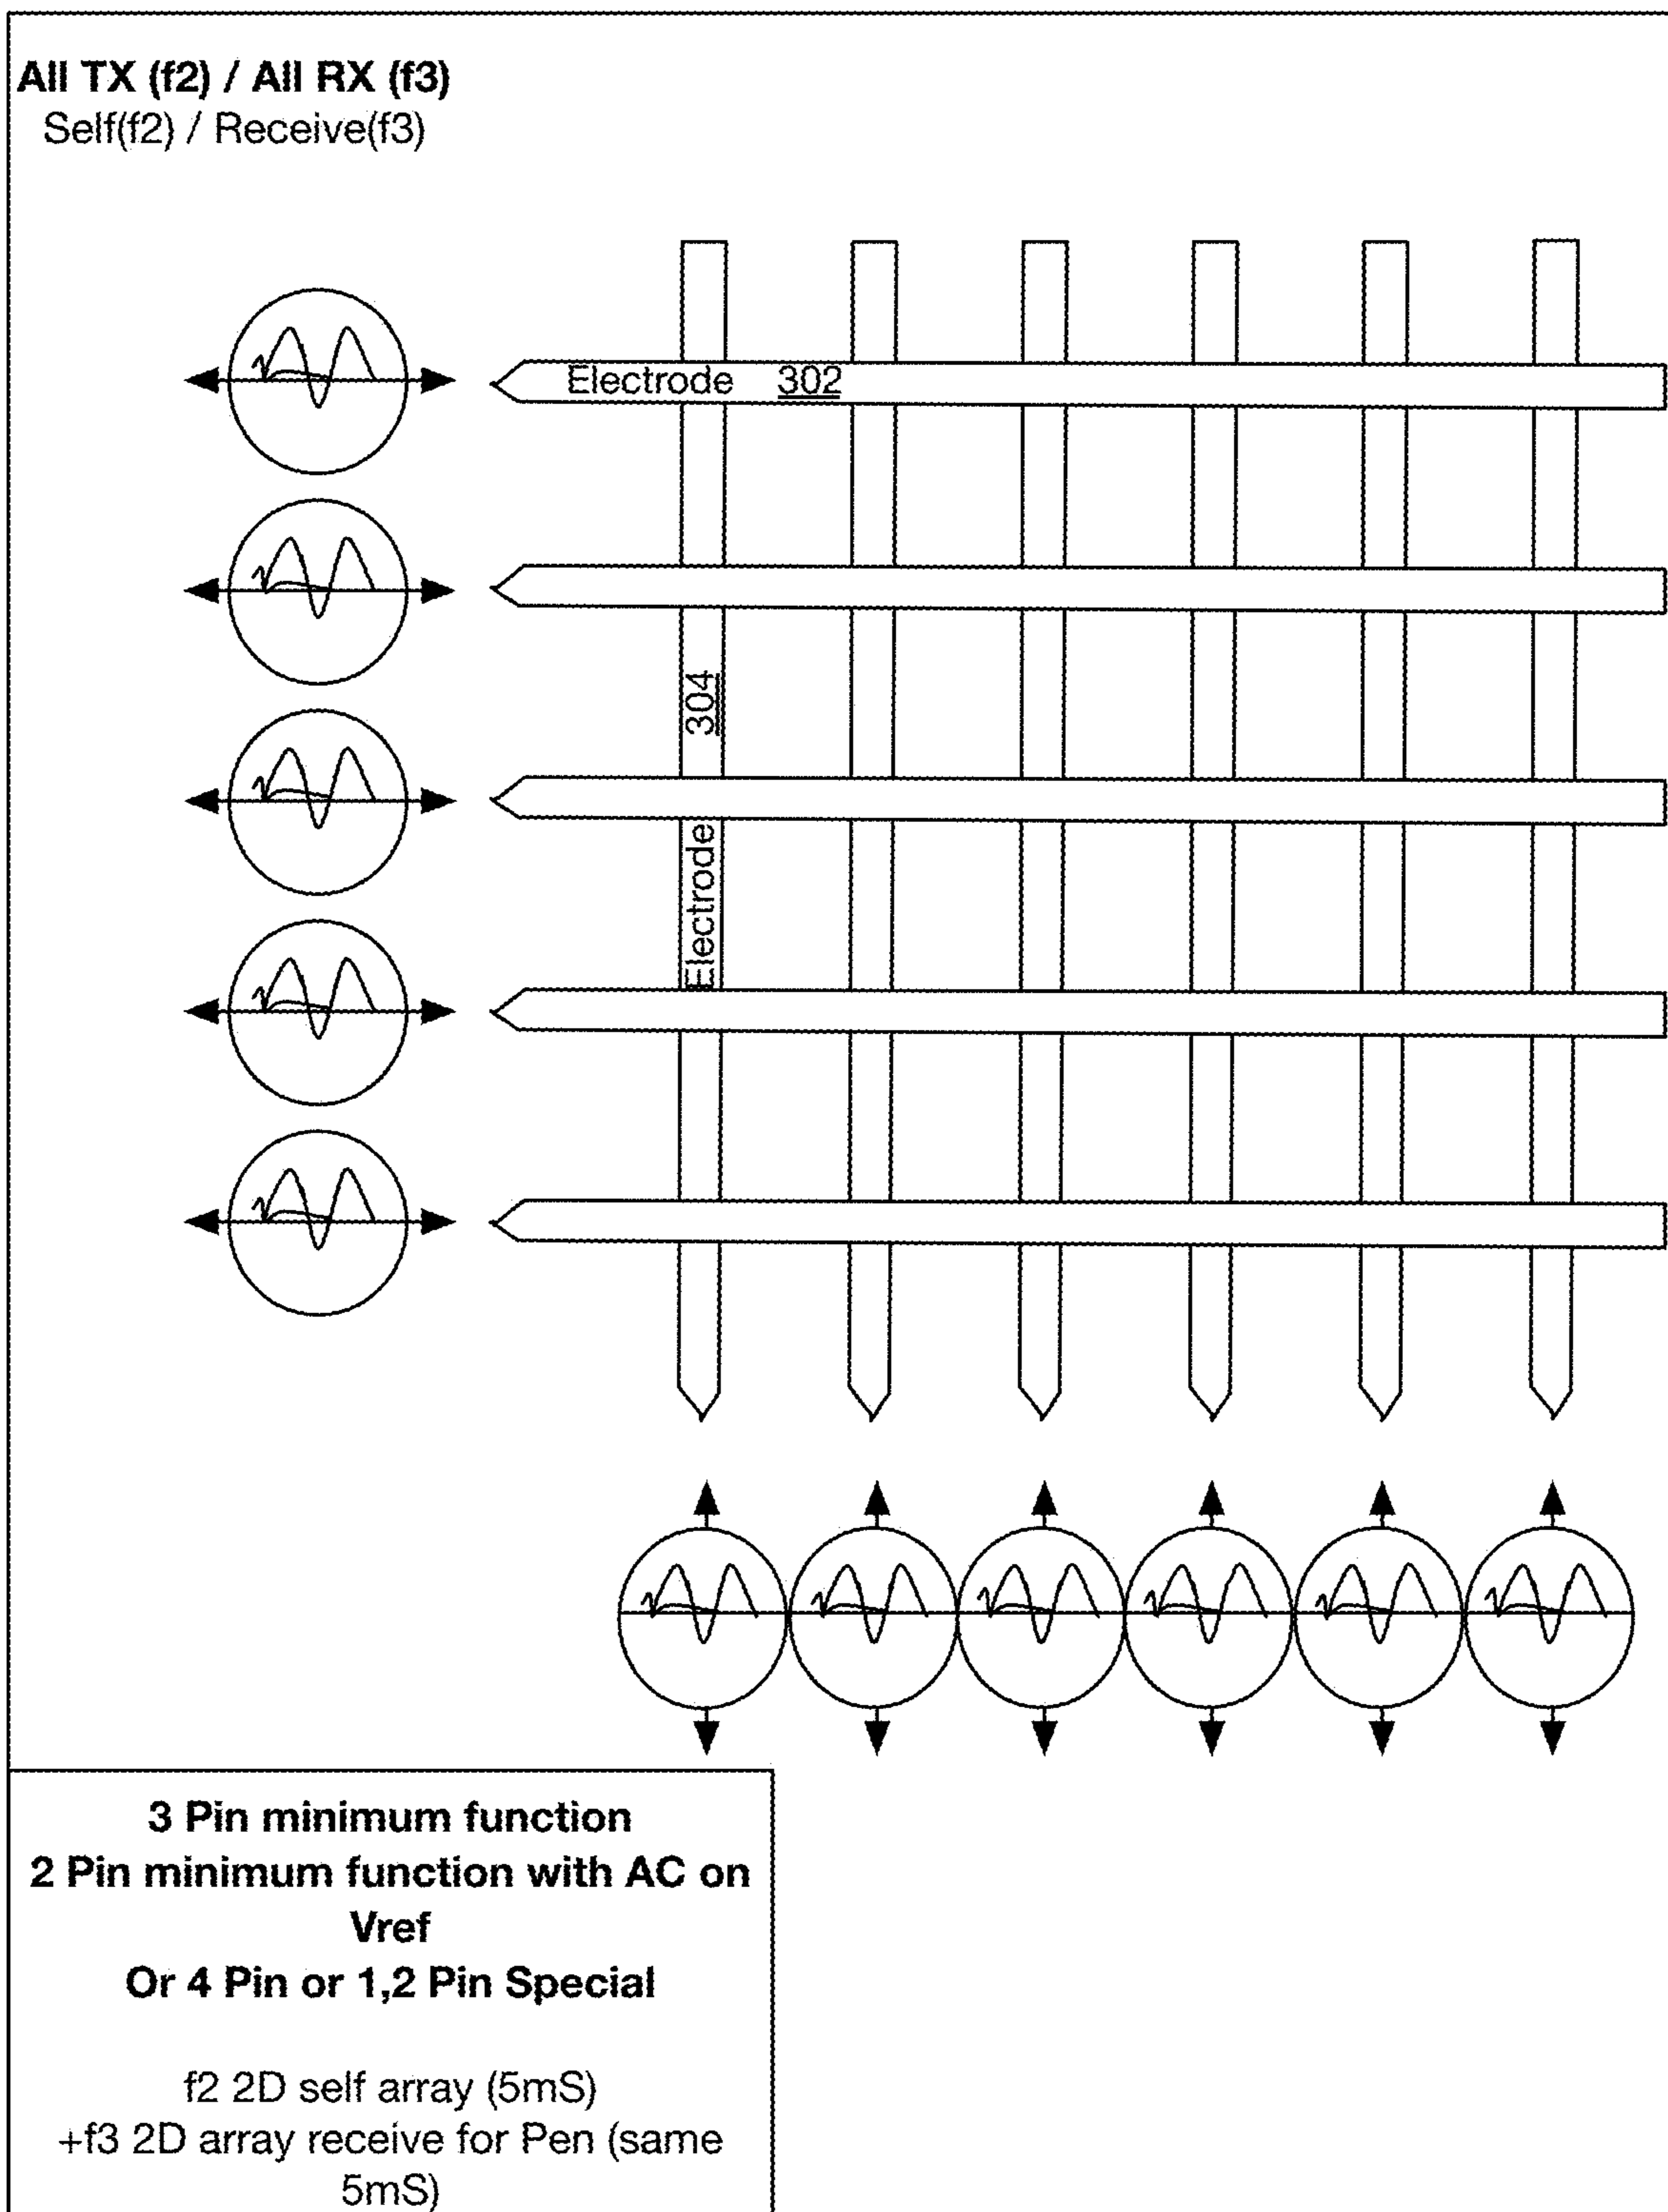 All TX (f2) / All RX (f3)
Self(f2) / Receive(f3)
Electrode 302
Electrode 304
3 Pin minimum function
2 Pin minimum function with AC on
Vref
Or 4 Pin or 1,2 Pin Special
f2 2D self array (5mS)
+f3 2D array receive for Pen (same
5mS)